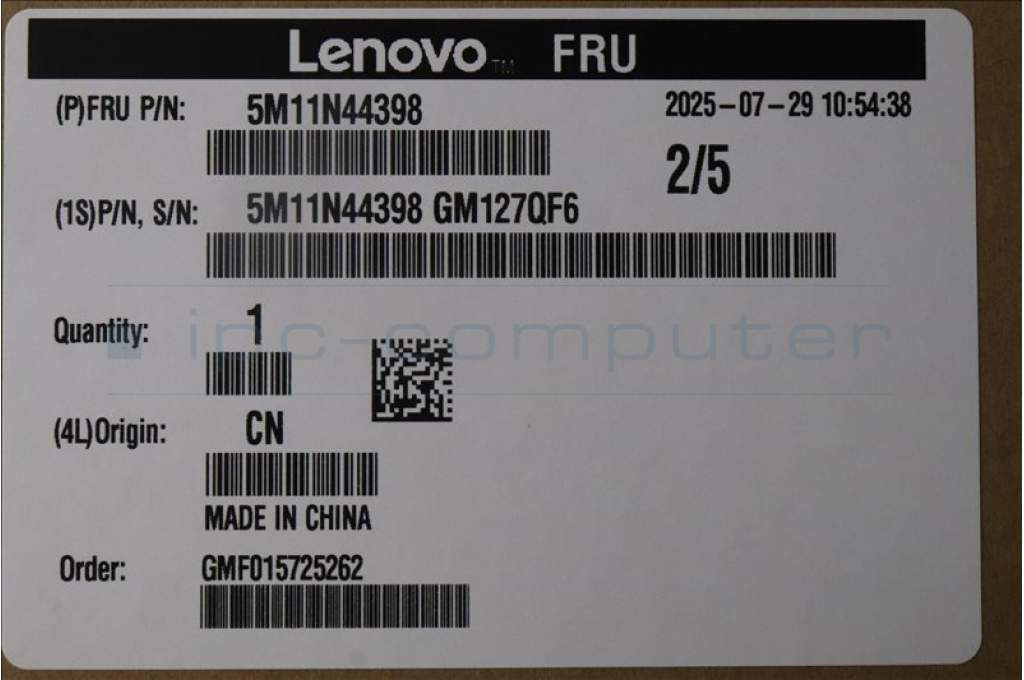 Lenovo™ FRU
(P)FRU P/N: 5M11N44398 2025-07-29 10:54:38
2/5
(1S)P/N, S/N: 5M11N44398 GM127QF6
Quantity: 1
inc-computer
(4L)Origin: CN
MADE IN CHINA
Order: GMF015725262